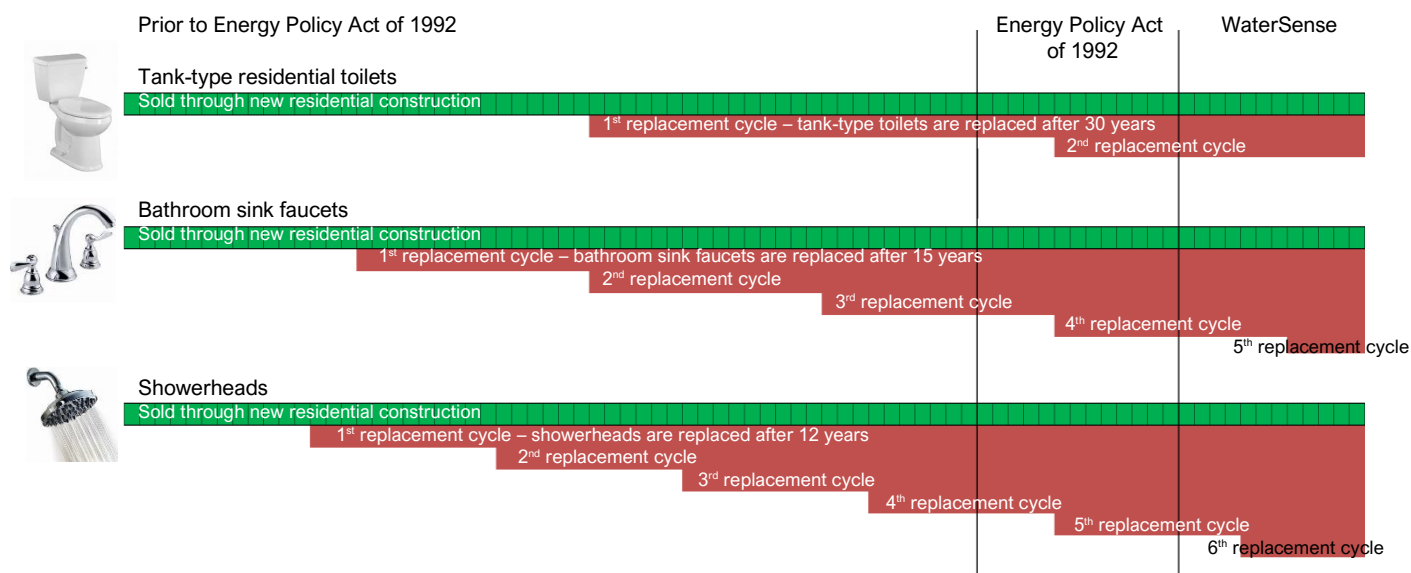 Prior to Energy Policy Act of 1992
Energy Policy Act
of 1992
WaterSense
Tank-type residential toilets
Sold through new residential construction
1st replacement cycle – tank-type toilets are replaced after 30 years
2nd replacement cycle
Bathroom sink faucets
Sold through new residential construction
1st replacement cycle – bathroom sink faucets are replaced after 15 years
2nd replacement cycle
3rd replacement cycle
4th replacement cycle
5th replacement cycle
Showerheads
Sold through new residential construction
1st replacement cycle – showerheads are replaced after 12 years
2nd replacement cycle
3rd replacement cycle
4th replacement cycle
5th replacement cycle
6th replacement cycle